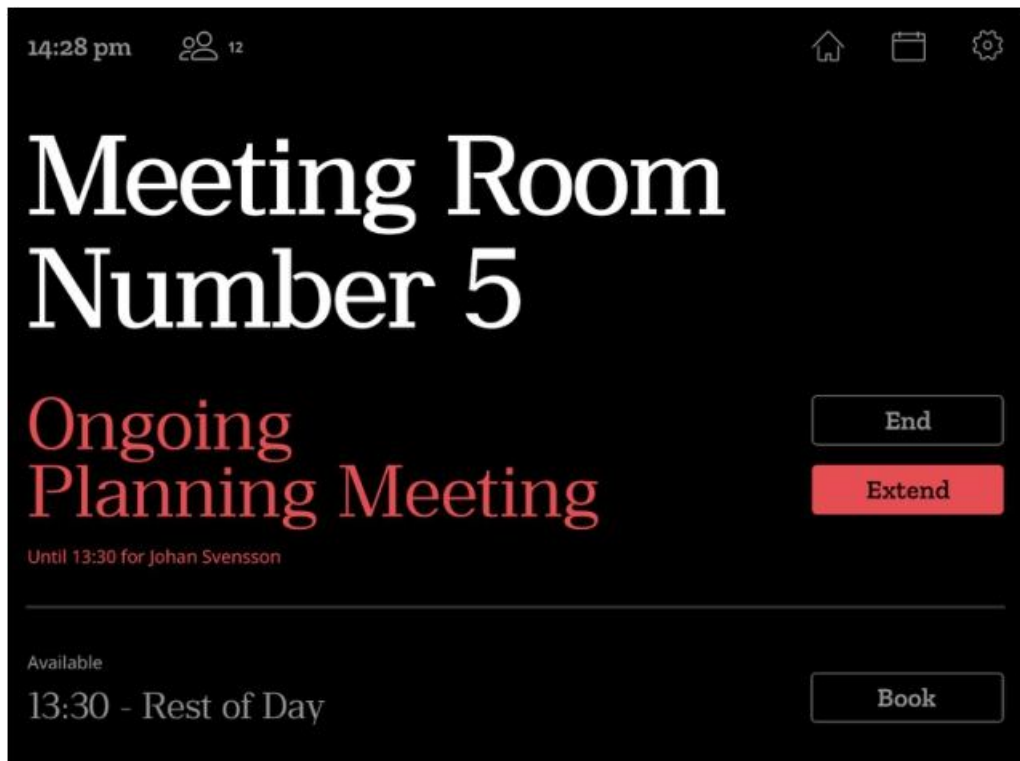 14:28 pm 12
Meeting Room
Number 5
Ongoing
Planning Meeting
End
Extend
Until 13:30 for Johan Svensson
Available
13:30 - Rest of Day
Book